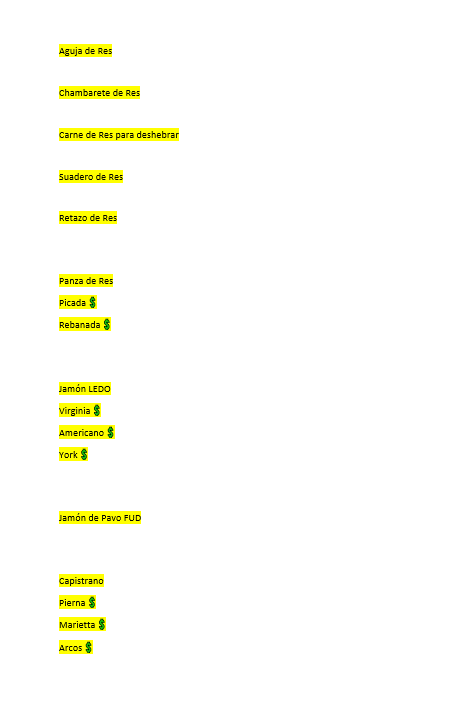 Aguja de Res
Chambarete de Res
Carne de Res para deshebrar
Suadero de Res
Retazo de Res
Panza de Res
Picada 💲
Rebanada 💲
Jamón LEDO
Virginia 💲
Americano 💲
York 💲
Jamón de Pavo FUD
Capistrano
Pierna 💲
Marietta 💲
Arcos 💲